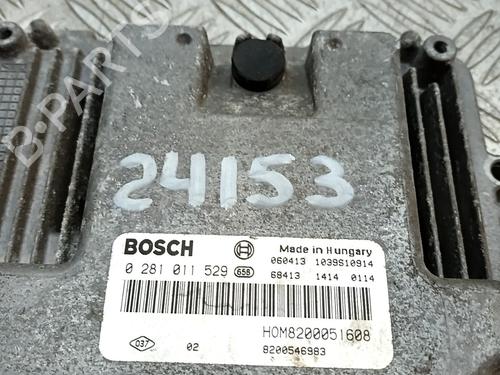 B-PARTS
24153
BOSCH
Made in Hungary
060413 1039S10914
0 281 011 529 658
68413 1414 0114
HOM8200051608
037 02 8200546983